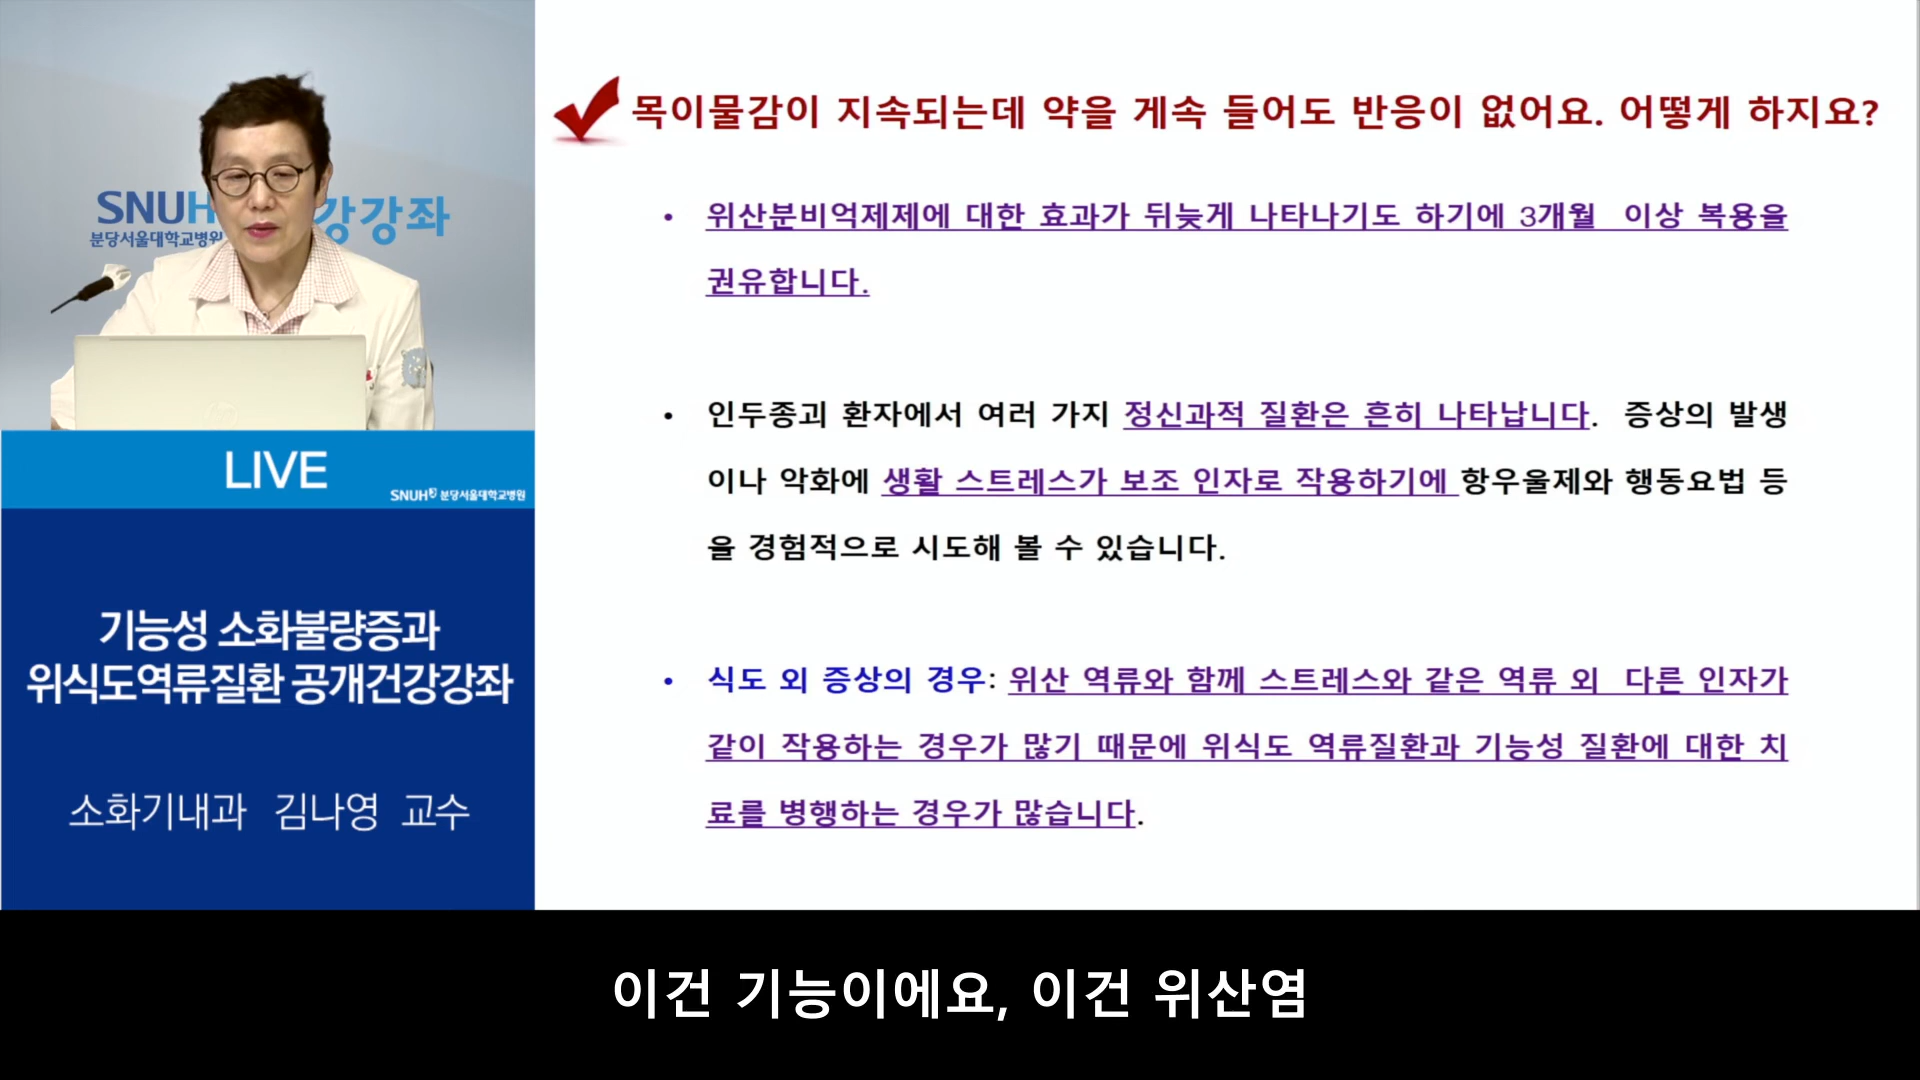 SNUH
강강좌
분당서울대학교병원
LIVE
SNUH 분당서울대학교병원
기능성 소화불량증과
위식도역류질환 공개건강강좌
소화기내과 김나영 교수
목이물감이 지속되는데 약을 게속 들어도 반응이 없어요. 어떻게 하지요?
• 위산분비억제제에 대한 효과가 뒤늦게 나타나기도 하기에 3개월 이상 복용을
권유합니다.
• 인두종괴 환자에서 여러 가지 정신과적 질환은 흔히 나타납니다. 증상의 발생
이나 악화에 생활 스트레스가 보조 인자로 작용하기에 항우울제와 행동요법 등
을 경험적으로 시도해 볼 수 있습니다.
• 식도 외 증상의 경우: 위산 역류와 함께 스트레스와 같은 역류 외 다른 인자가
같이 작용하는 경우가 많기 때문에 위식도 역류질환과 기능성 질환에 대한 치
료를 병행하는 경우가 많습니다.
이건 기능이에요, 이건 위산염